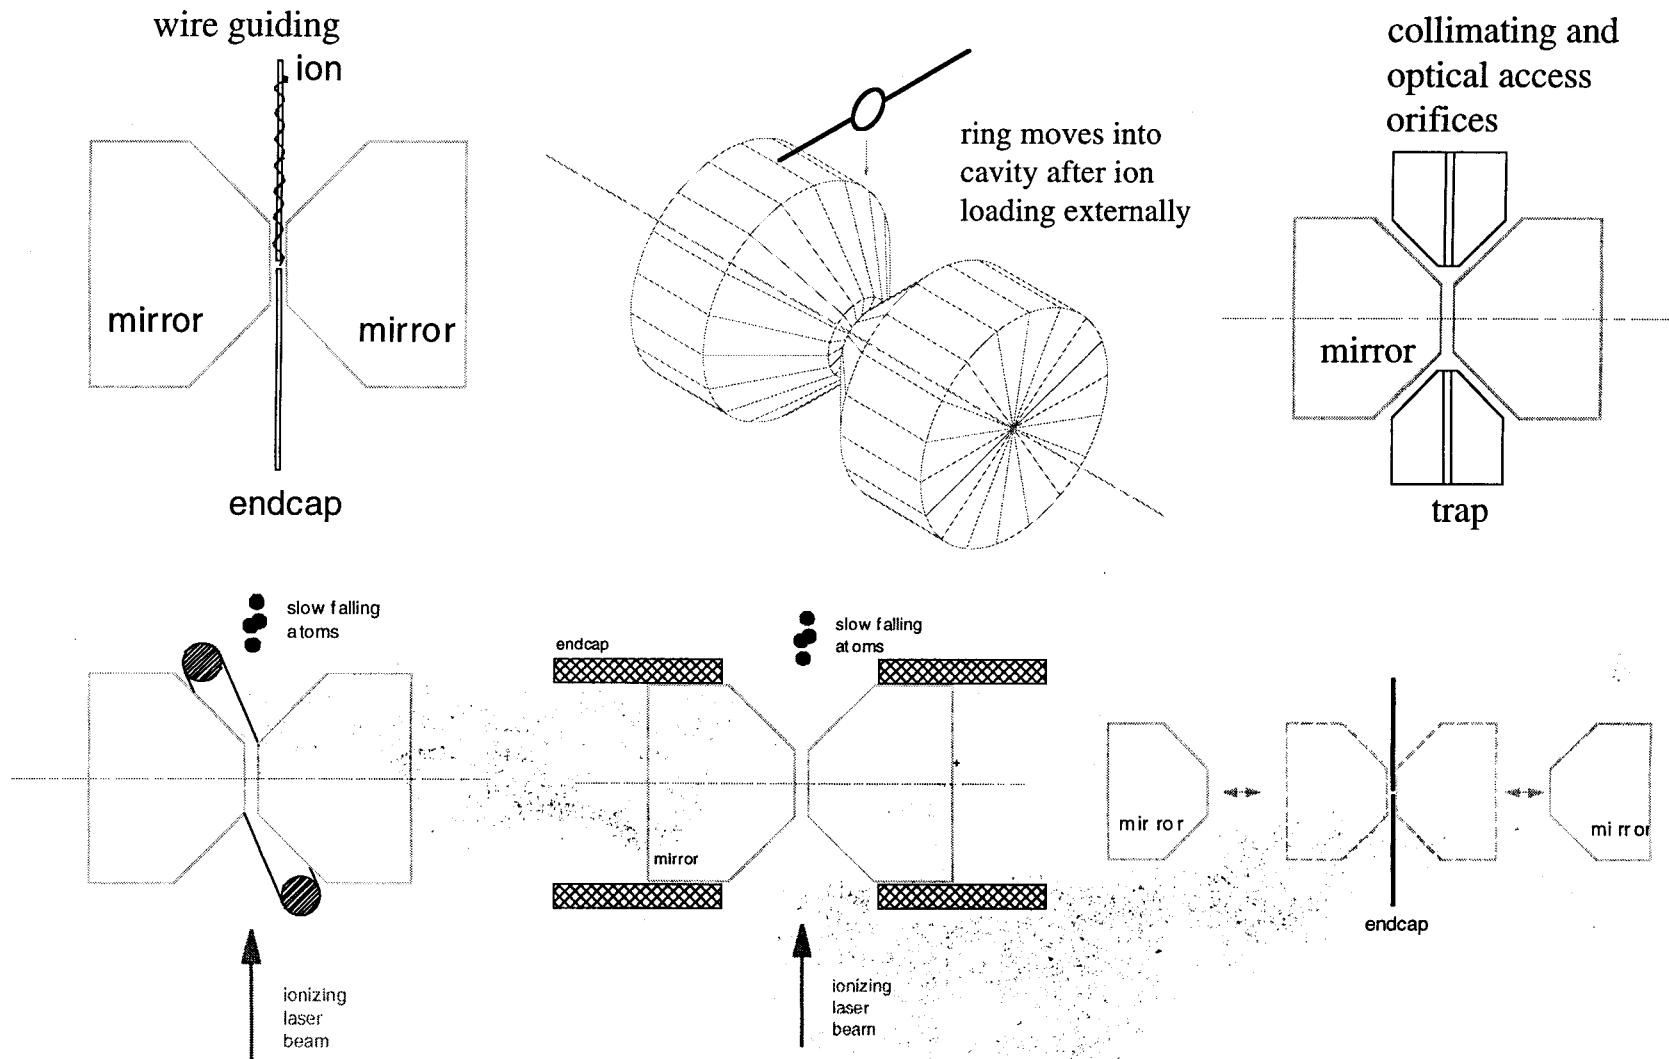 wire guiding
ion
mirror
mirror
endcap
ring moves into
cavity after ion
loading externally
collimating and
optical access
orifices
mirror
trap
slow falling
atoms
ionizing
laser
beam
endcap
slow falling
atoms
mirror
ionizing
laser
beam
mirror
mirror
endcap